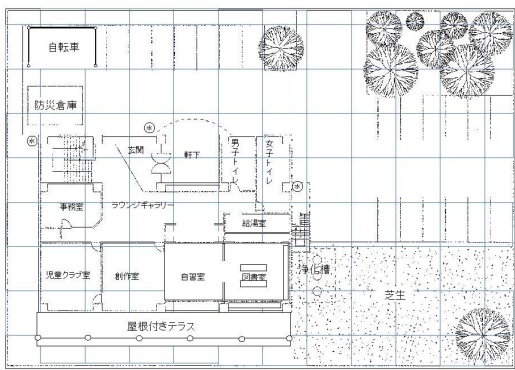 自転車
防災倉庫
水
水
玄関
軒下
男子トイレ
女子トイレ
水
事務室
ラウンジギャラリー
給湯室
児童クラブ室
創作室
自習室
図書室
浄化槽
芝生
屋根付きテラス